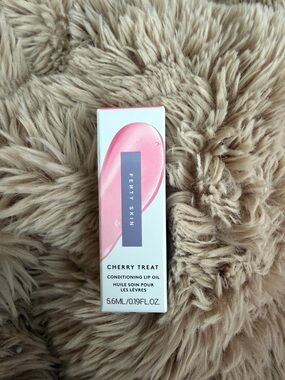 FENTY SKIN
CHERRY TREAT
CONDITIONING LIP OIL
HUILE SOIN POUR
LES LÈVRES
5.6ML/0.19FL.OZ.